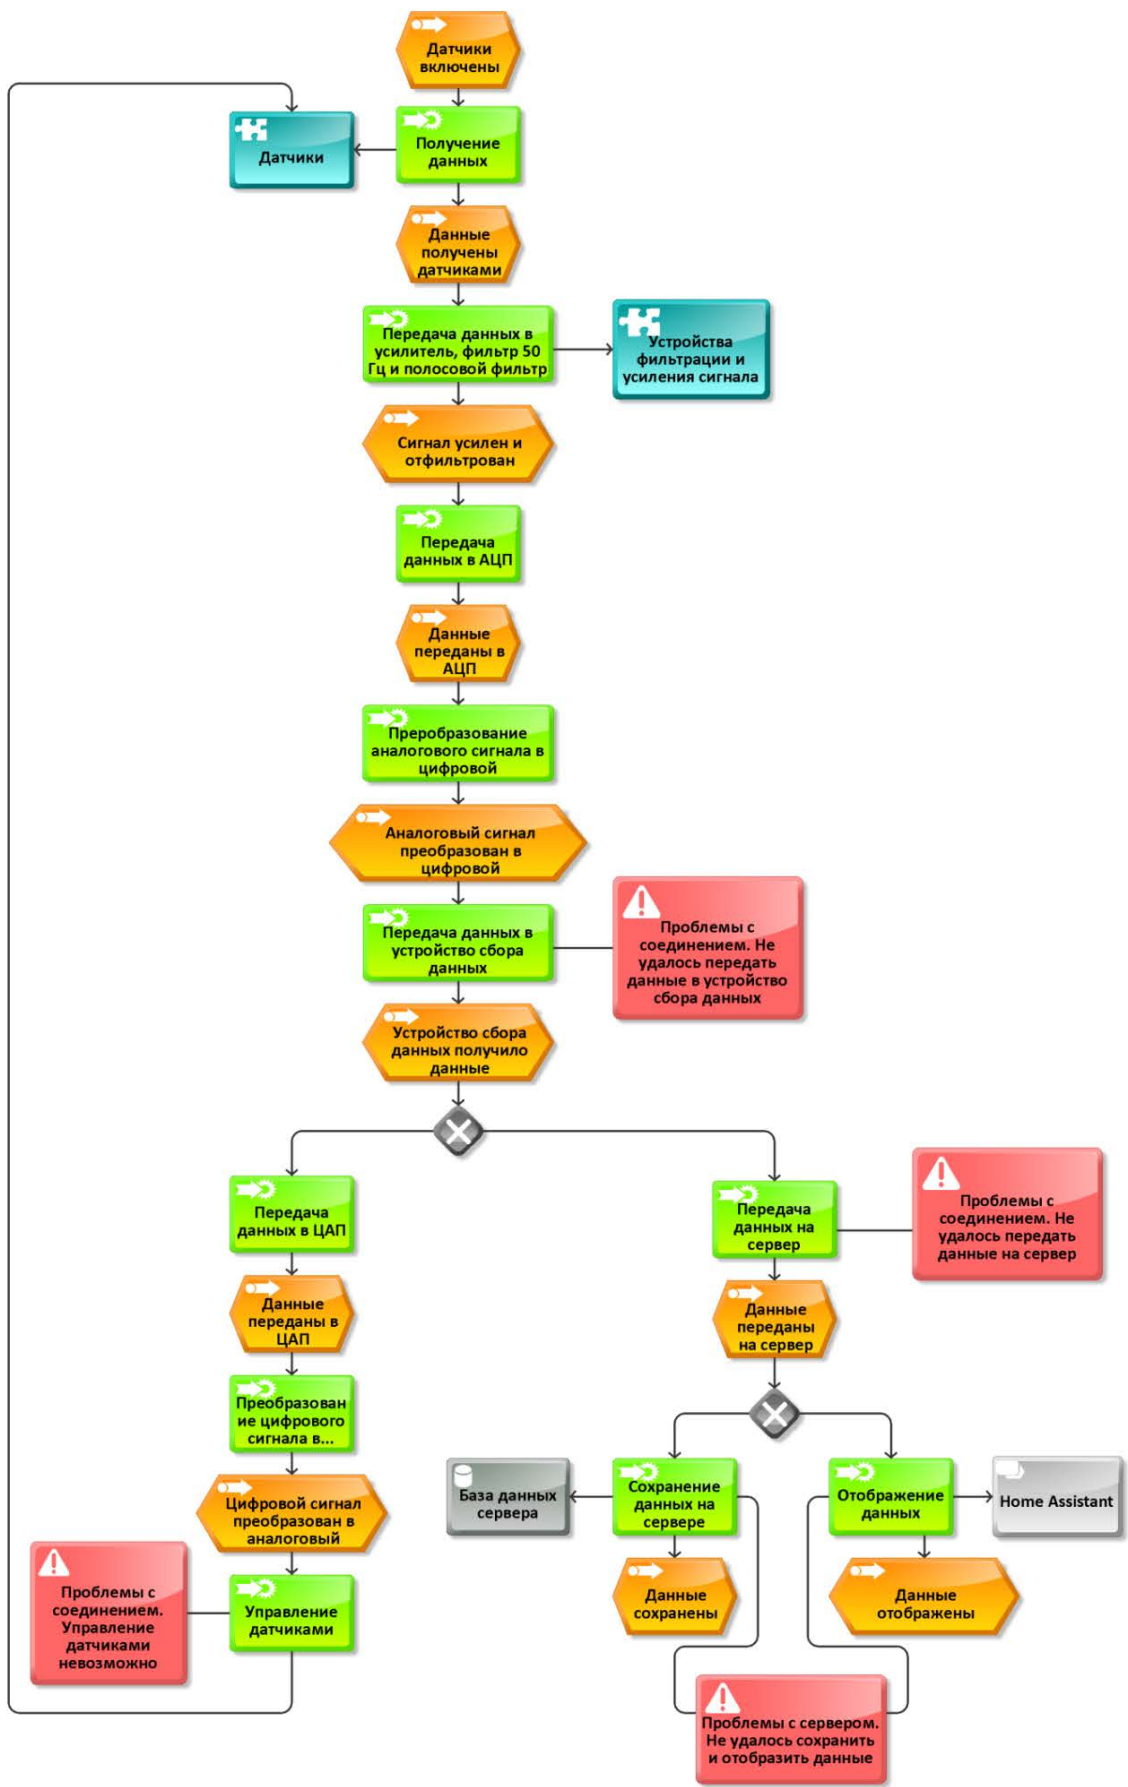 Датчики
включены
Датчики
Получение
данных
Данные
получены
датчиками
Передача данных в
усилитель, фильтр 50
Гц и полосовой фильтр
Устройства
фильтрации и
усиления сигнала
Сигнал усилен и
отфильтрован
Передача
данных в АЦП
Данные
переданы в
АЦП
Преробразование
аналогового сигнала в
цифровой
Аналоговый сигнал
преобразован в
цифровой
Передача данных в
устройство сбора
данных
Проблемы с
соединением. Не
удалось передать
данные в устройство
сбора данных
Устройство сбора
данных получило
данные
Передача
данных в ЦАП
Передача
данных на
сервер
Проблемы с
соединением. Не
удалось передать
данные на сервер
Данные
переданы в
ЦАП
Данные
переданы
на сервер
Преобразован
ие цифрового
сигнала в...
База данных
сервера
Сохранение
данных на
сервере
Отображение
данных
Home Assistant
Цифровой сигнал
преобразован в
аналоговый
Данные
сохранены
Данные
отображены
Проблемы с
соединением.
Управление
датчиками
невозможно
Управление
датчиками
Проблемы с сервером.
Не удалось сохранить
и отобразить данные